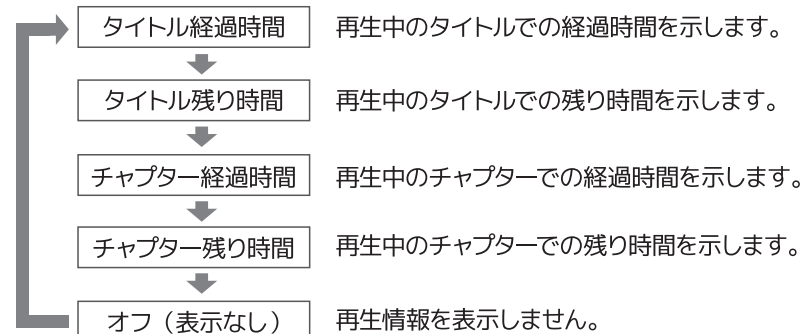 タイトル経過時間 再生中のタイトルでの経過時間を示します。
タイトル残り時間 再生中のタイトルでの残り時間を示します。
チャプター経過時間 再生中のチャプターでの経過時間を示します。
チャプター残り時間 再生中のチャプターでの残り時間を示します。
オフ（表示なし） 再生情報を表示しません。